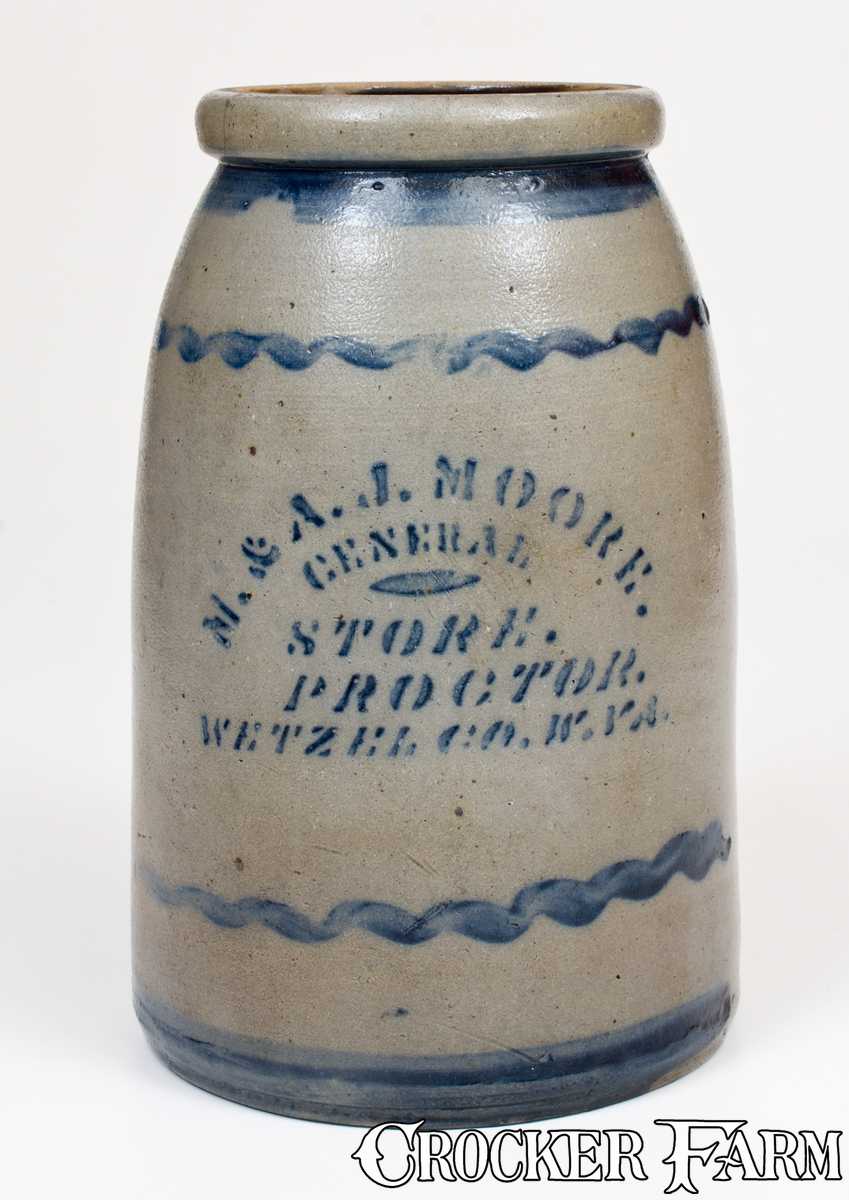 M. & A. J. MOORE.
GENERAL
STORE.
PROCTOR.
WETZEL CO. W. VA.
CROCKER FARM